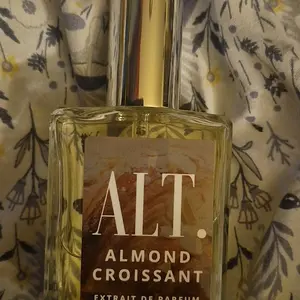 ALT.
ALMOND
CROISSANT
EXTRAIT DE PARFUM